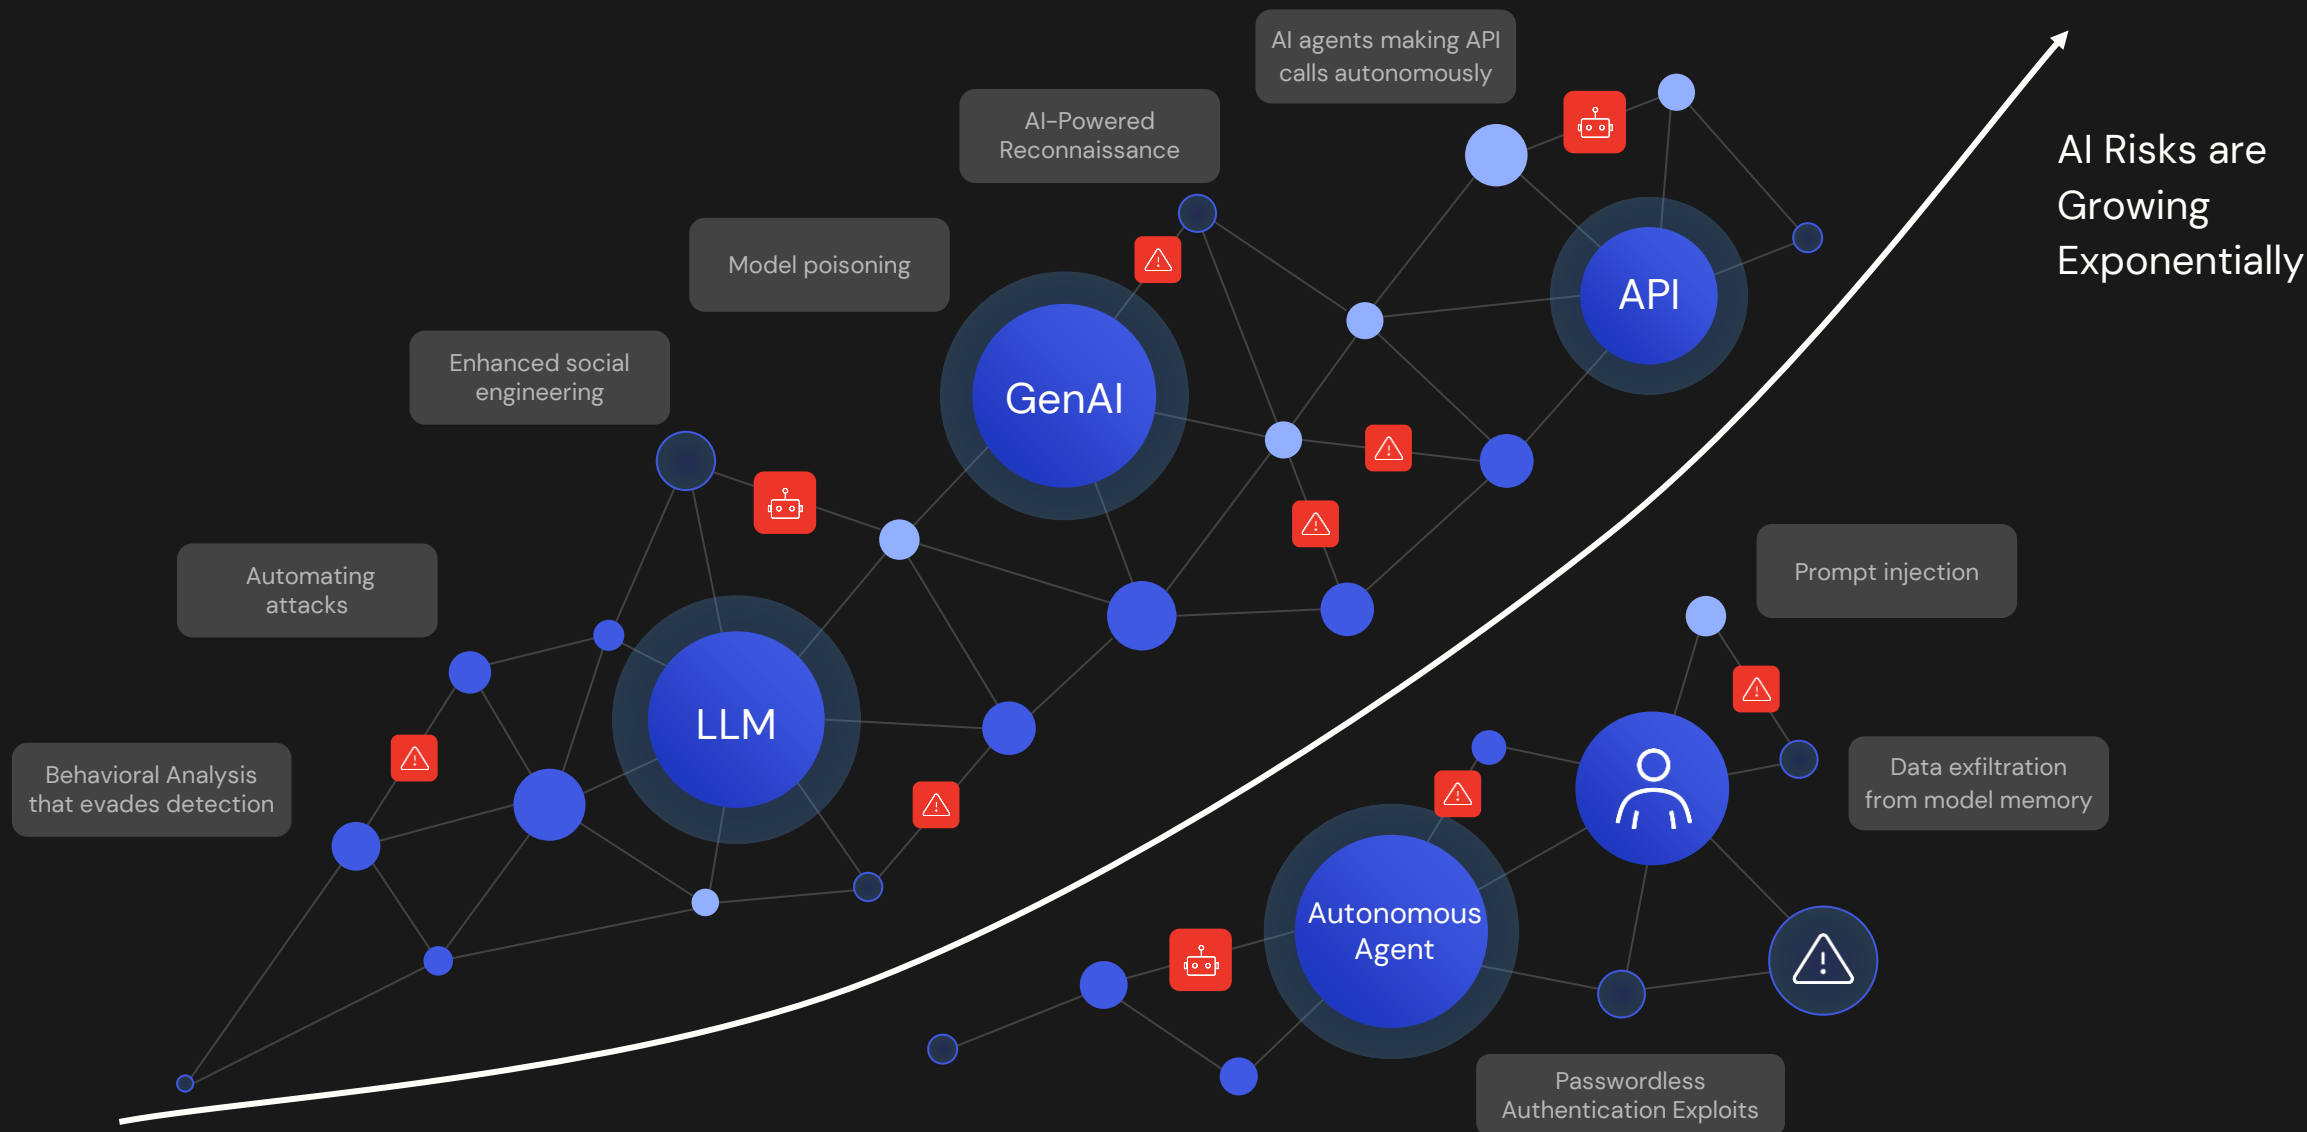 AI agents making API
calls autonomously
AI-Powered
Reconnaissance
AI Risks are
Growing
Exponentially
Model poisoning
API
Enhanced social
engineering
GenAI
Automating
attacks
Prompt injection
LLM
Behavioral Analysis
that evades detection
Data exfiltration
from model memory
Autonomous
Agent
Passwordless
Authentication Exploits